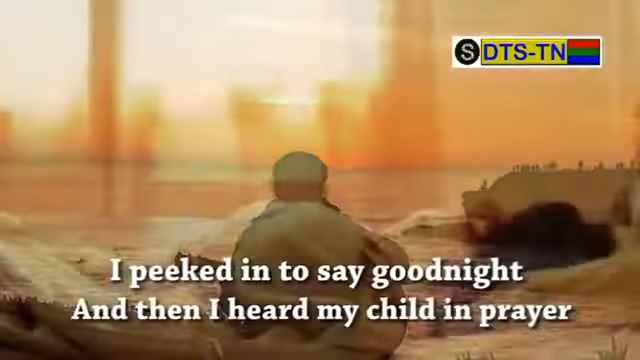 S DTS-TN
I peeked in to say goodnight
And then I heard my child in prayer